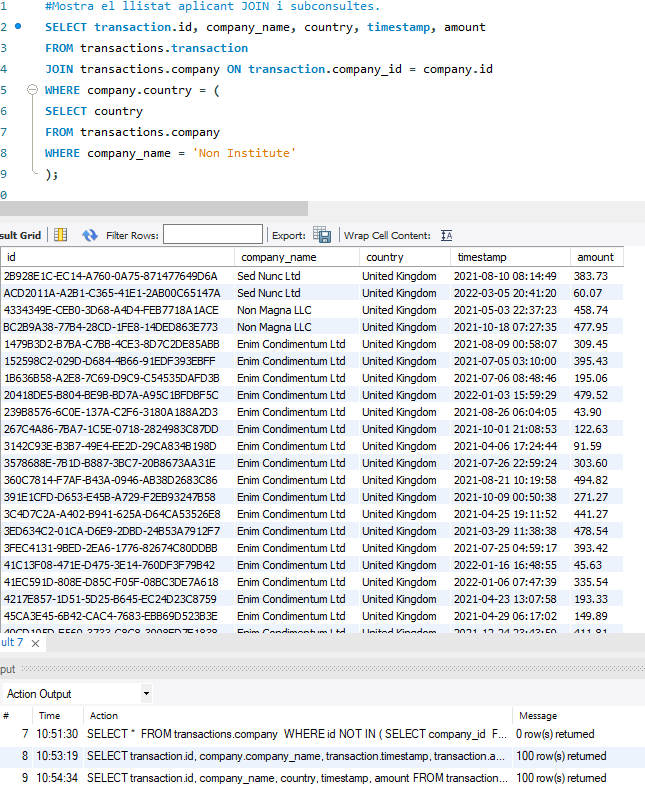 1 #Mostra el llistat aplicant JOIN i subconsultes.
2 SELECT transaction.id, company_name, country, timestamp, amount
3 FROM transactions.transaction
4 JOIN transactions.company ON transaction.company_id = company.id
5 WHERE company.country = (
6 SELECT country
7 FROM transactions.company
8 WHERE company_name = 'Non Institute'
9 );
0
sult Grid Filter Rows: Export: Wrap Cell Content:
id company_name country timestamp amount
2B928E1C-EC14-A760-0A75-871477649D6A Sed Nunc Ltd United Kingdom 2021-08-10 08:14:49 383.73
ACD2011A-A2B1-C365-41E1-2AB00C65147A Sed Nunc Ltd United Kingdom 2022-03-05 20:41:20 60.07
4334349E-CEB0-3D68-A4D4-FEB7718A1ACE Non Magna LLC United Kingdom 2021-05-03 22:37:23 458.74
BC2B9A38-77B4-28CD-1FE8-14DED863E773 Non Magna LLC United Kingdom 2021-10-18 07:27:35 477.95
1479B3D2-B7BA-C7BB-4CE3-8D7C2DE85ABB Enim Condimentum Ltd United Kingdom 2021-08-09 00:58:07 309.45
152598C2-029D-D684-4B66-91EDF393EBFF Enim Condimentum Ltd United Kingdom 2021-07-05 03:10:00 395.43
1B636B58-A2E8-7C69-D9C9-C54535DAFD3B Enim Condimentum Ltd United Kingdom 2021-07-06 08:48:46 195.06
20418DE5-B804-BE9B-BD7A-A95C1BFDBF5C Enim Condimentum Ltd United Kingdom 2022-01-03 15:59:29 479.52
239B8576-6C0E-137A-C2F6-3180A188A2D3 Enim Condimentum Ltd United Kingdom 2021-08-26 06:04:05 43.90
267C4A86-7BA7-1C5E-0718-2824983C87DD Enim Condimentum Ltd United Kingdom 2021-10-01 21:08:53 122.63
3142C93E-B3B7-49E4-EE2D-29CA834B198D Enim Condimentum Ltd United Kingdom 2021-04-06 17:24:44 91.59
3578688E-7B1D-B887-3BC7-20B8673AA31E Enim Condimentum Ltd United Kingdom 2021-07-26 22:59:24 303.60
360C7814-F7AF-B43A-0946-AB38D2683C86 Enim Condimentum Ltd United Kingdom 2021-08-21 10:19:58 494.82
391E1CFD-D653-E45B-A729-F2EB93247B58 Enim Condimentum Ltd United Kingdom 2021-10-09 00:50:38 271.27
3C4D7C2A-A402-B941-625A-D64CA53526E8 Enim Condimentum Ltd United Kingdom 2021-04-25 19:11:52 441.27
3ED634C2-01CA-D6E9-2DBD-24B53A7912F7 Enim Condimentum Ltd United Kingdom 2021-03-29 11:38:38 478.54
3FEC4131-9BED-2EA6-1776-82674C80DDBB Enim Condimentum Ltd United Kingdom 2021-07-25 04:59:17 393.42
41C13F08-471E-D475-3E14-760DF3F79B42 Enim Condimentum Ltd United Kingdom 2022-01-16 16:48:55 45.63
41EC591D-808E-D85C-F05F-08BC3DE7A618 Enim Condimentum Ltd United Kingdom 2022-01-06 07:47:39 335.54
4217E857-1D51-5D25-B645-EC24D23C8759 Enim Condimentum Ltd United Kingdom 2021-04-23 13:07:58 193.33
45CA3E45-6B42-CAC4-7683-EBB69D523B3E Enim Condimentum Ltd United Kingdom 2021-04-29 06:17:02 149.89
Enim Condimentum Ltd United Kingdom 2021-12-24 23:43:59 411.81
ult 7
put
Action Output
# Time Action Message
7 10:51:30 SELECT * FROM transactions.company WHERE id NOT IN ( SELECT company_id F... 0 row(s) returned
8 10:53:19 SELECT transaction.id, company.company_name, transaction.timestamp, transaction.a... 100 row(s) returned
9 10:54:34 SELECT transaction.id, company_name, country, timestamp, amount FROM transaction... 100 row(s) returned